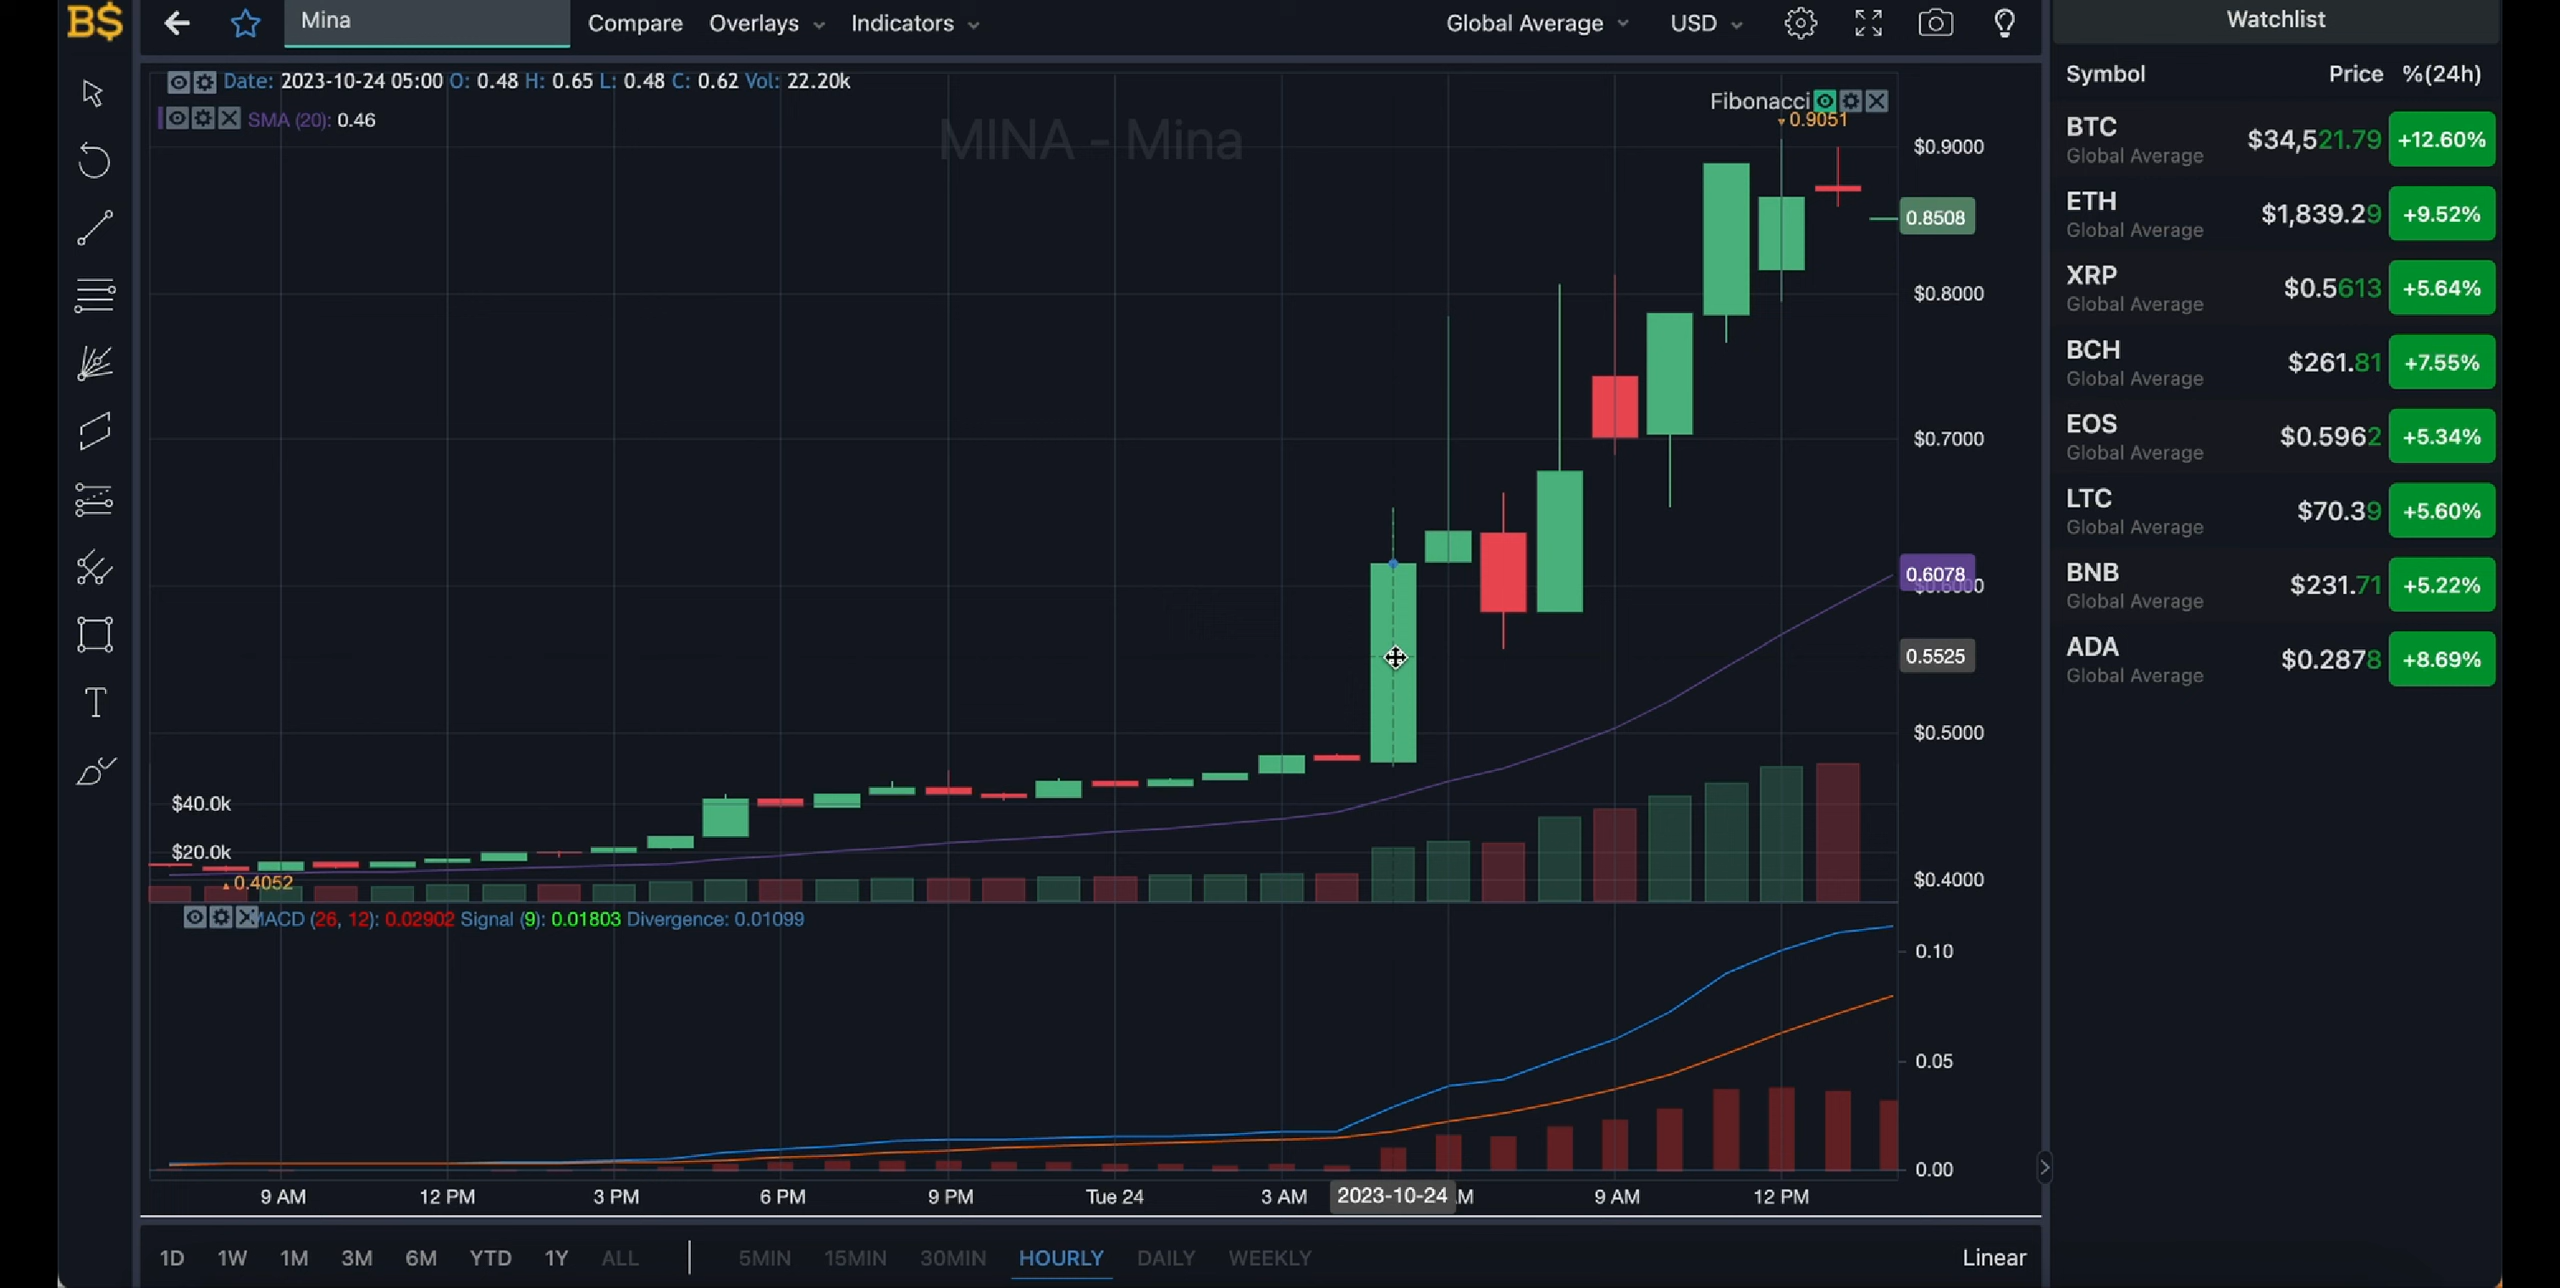 B$
Mina
Compare
Overlays
Indicators
Global Average
USD
Date: 2023-10-24 05:00 O: 0.48 H: 0.65 L: 0.48 C: 0.62 Vol: 22.20k
SMA (20): 0.46
MINA - Mina
Fibonacci
0.9051
$0.9000
0.8508
$0.8000
$0.7000
0.6078
$0.6000
0.5525
$0.5000
$0.4000
$40.0k
$20.0k
0.4052
MACD (26, 12): 0.02902 Signal (9): 0.01803 Divergence: 0.01099
0.10
0.05
0.00
9 AM
12 PM
3 PM
6 PM
9 PM
Tue 24
3 AM
2023-10-24
M
9 AM
12 PM
1D
1W
1M
3M
6M
YTD
1Y
ALL
5MIN
15MIN
30MIN
HOURLY
DAILY
WEEKLY
Linear
Watchlist
Symbol Price %(24h)
BTC $34,521.79 +12.60%
Global Average
ETH $1,839.29 +9.52%
Global Average
XRP $0.5613 +5.64%
Global Average
BCH $261.81 +7.55%
Global Average
EOS $0.5962 +5.34%
Global Average
LTC $70.39 +5.60%
Global Average
BNB $231.71 +5.22%
Global Average
ADA $0.2878 +8.69%
Global Average